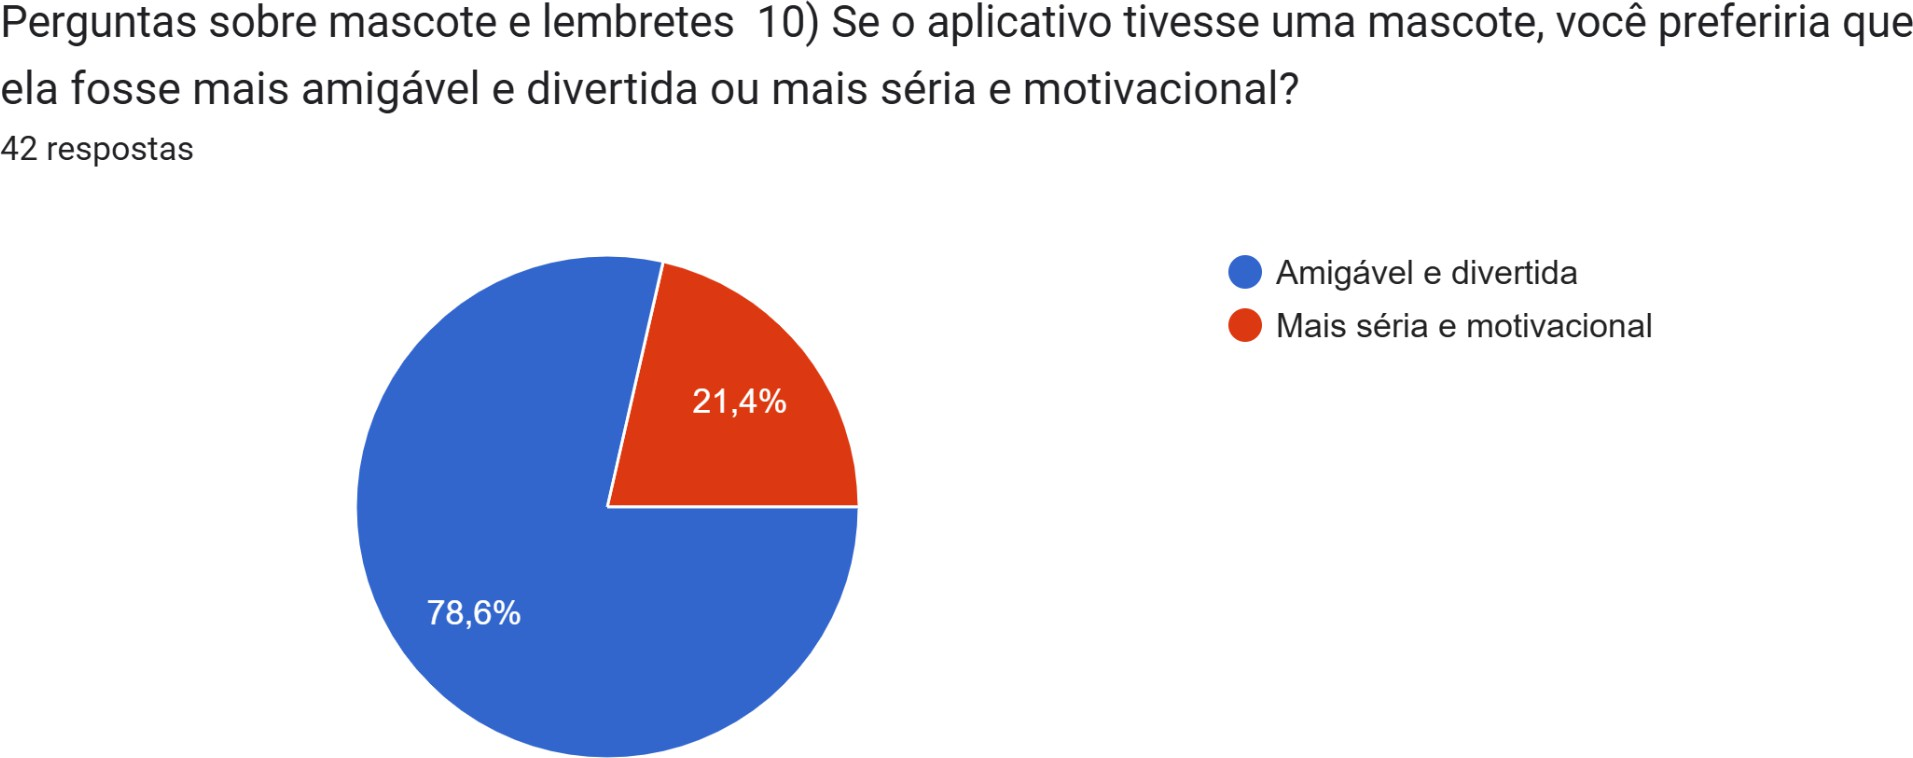 Perguntas sobre mascote e lembretes  10) Se o aplicativo tivesse uma mascote, você preferiria que
ela fosse mais amigável e divertida ou mais séria e motivacional?
42 respostas
Amigável e divertida
Mais séria e motivacional
21,4%
78,6%